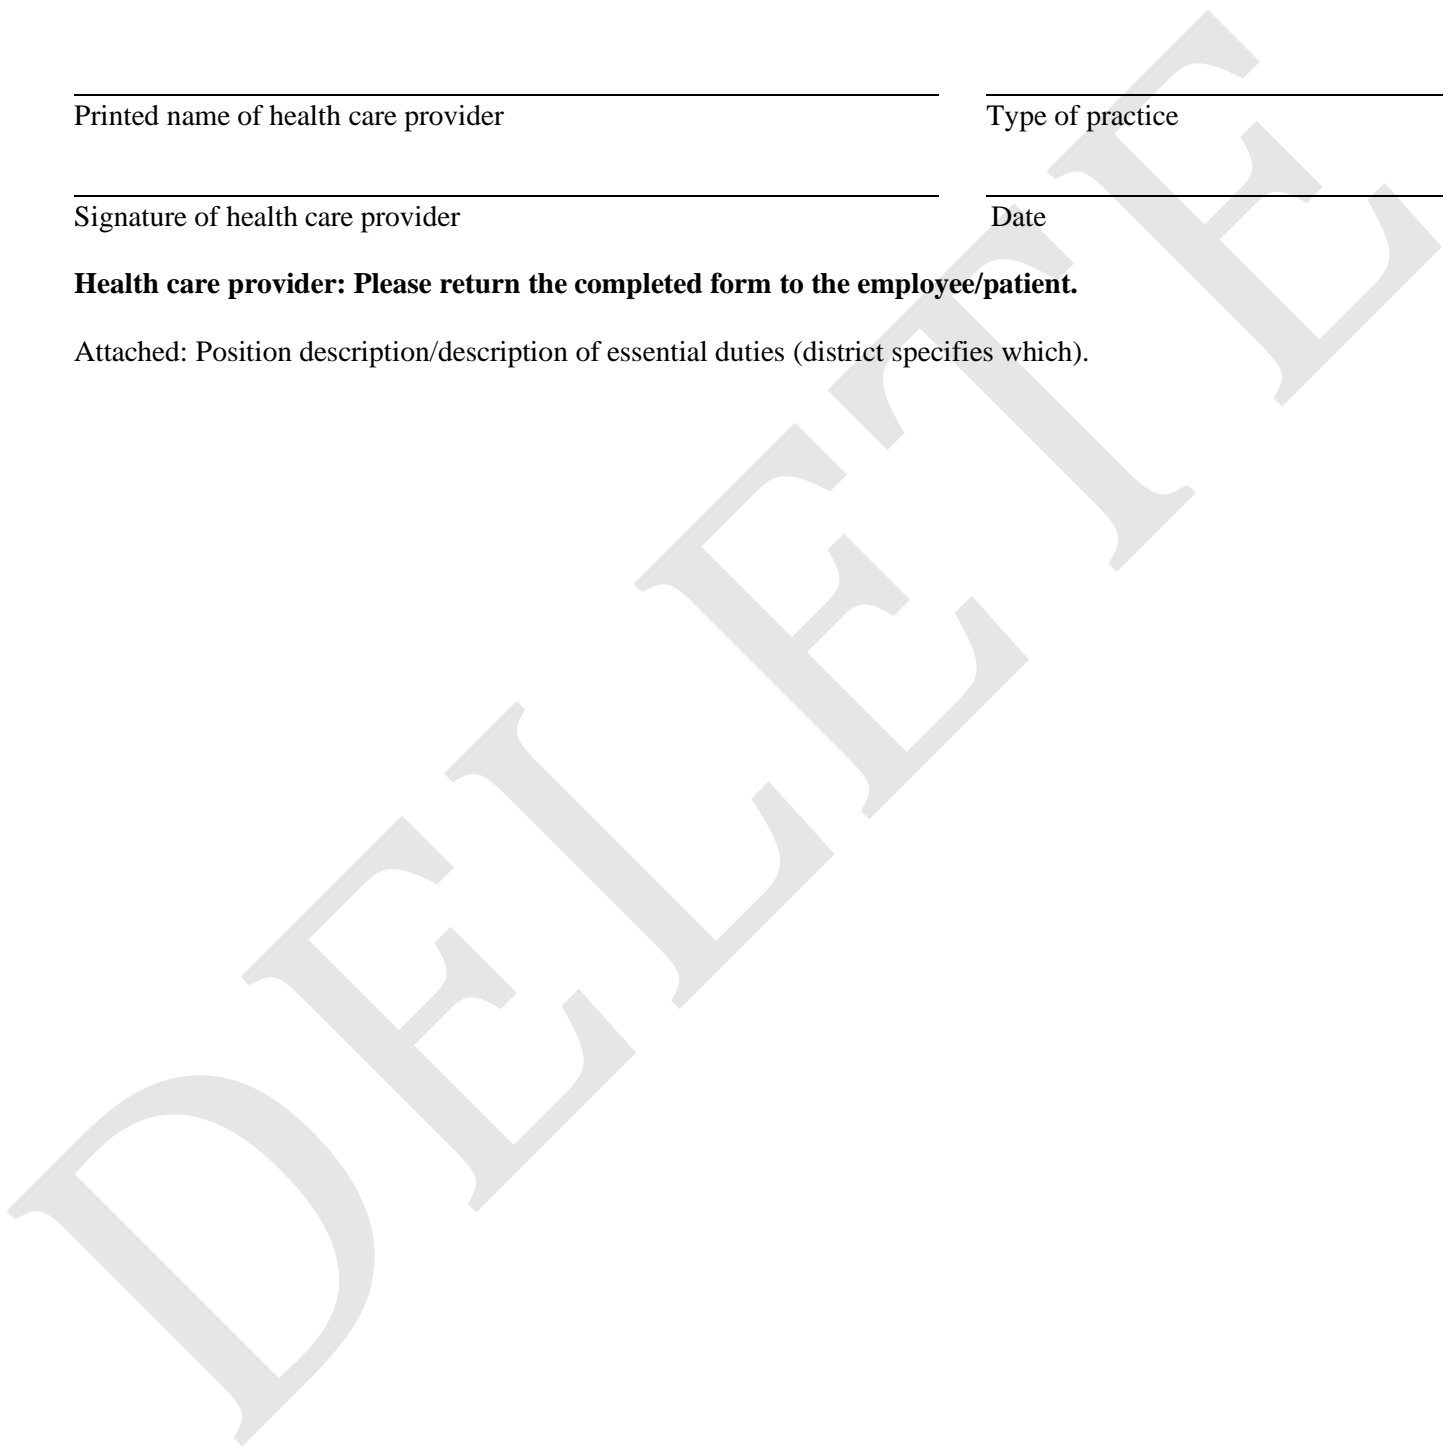 Printed name of health care provider Type of practice
Signature of health care provider Date
Health care provider: Please return the completed form to the employee/patient.
Attached: Position description/description of essential duties (district specifies which).
DELETE